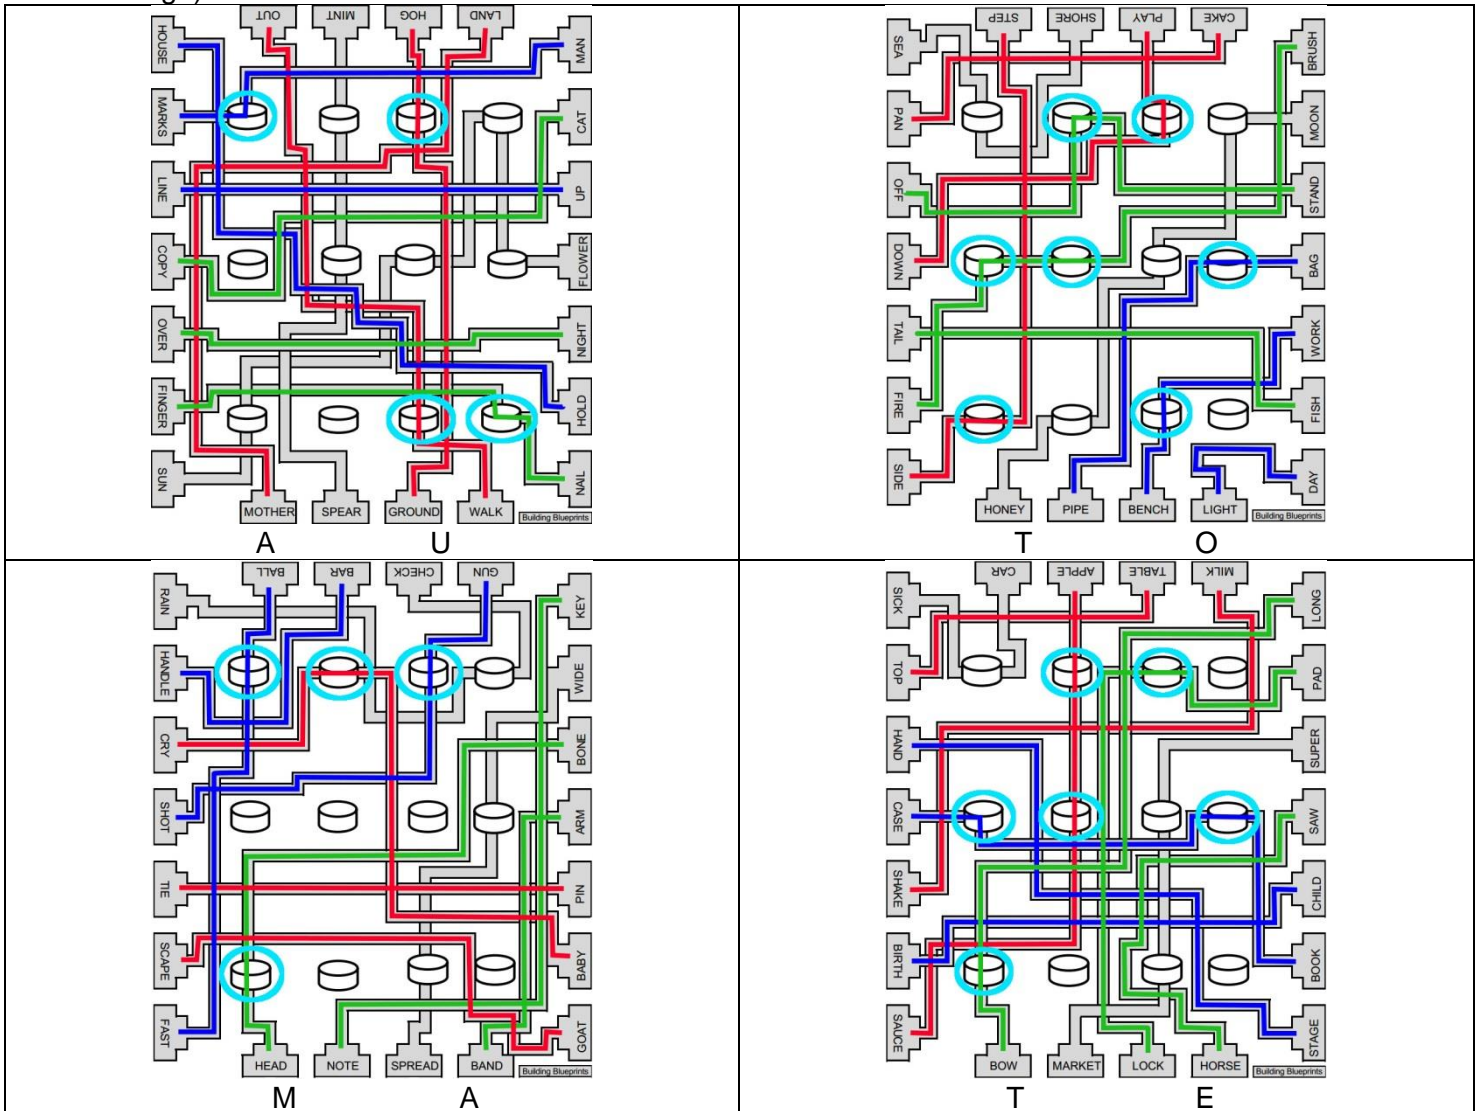 OUT MINT HOG LAND
HOUSE MAN
MARKS CAT
LINE UP
COPY FLOWER
OVER NIGHT
FINGER HOLD
SUN NAIL
MOTHER SPEAR GROUND WALK
Building Blueprints
A U
STEP SHORE PLAY CAKE
SEA BRUSH
PAN MOON
OFF STAND
DOWN BAG
TAIL WORK
FIRE FISH
SIDE DAY
HONEY PIPE BENCH LIGHT
Building Blueprints
T O
BALL BAR CHECK GUN
RAIN KEY
HANDLE WIDE
CRY BONE
SHOT ARM
TIE PIN
SCAPE BABY
FAST GOAT
HEAD NOTE SPREAD BAND
Building Blueprints
M A
CAR APPLE TABLE MILK
SICK LONG
TOP PAD
HAND SUPER
CASE SAW
SHAKE CHILD
BIRTH BOOK
SAUCE STAGE
BOW MARKET LOCK HORSE
Building Blueprints
T E